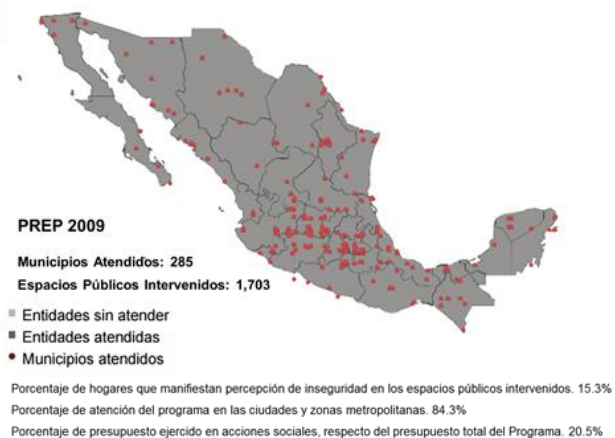 PREP 2009
Municipios Atendidos: 285
Espacios Públicos Intervenidos: 1,703
Entidades sin atender
Entidades atendidas
Municipios atendidos
Porcentaje de hogares que manifiestan percepción de inseguridad en los espacios públicos intervenidos. 15.3%
Porcentaje de atención del programa en las ciudades y zonas metropolitanas. 84.3%
Porcentaje de presupuesto ejercido en acciones sociales, respecto del presupuesto total del Programa. 20.5%